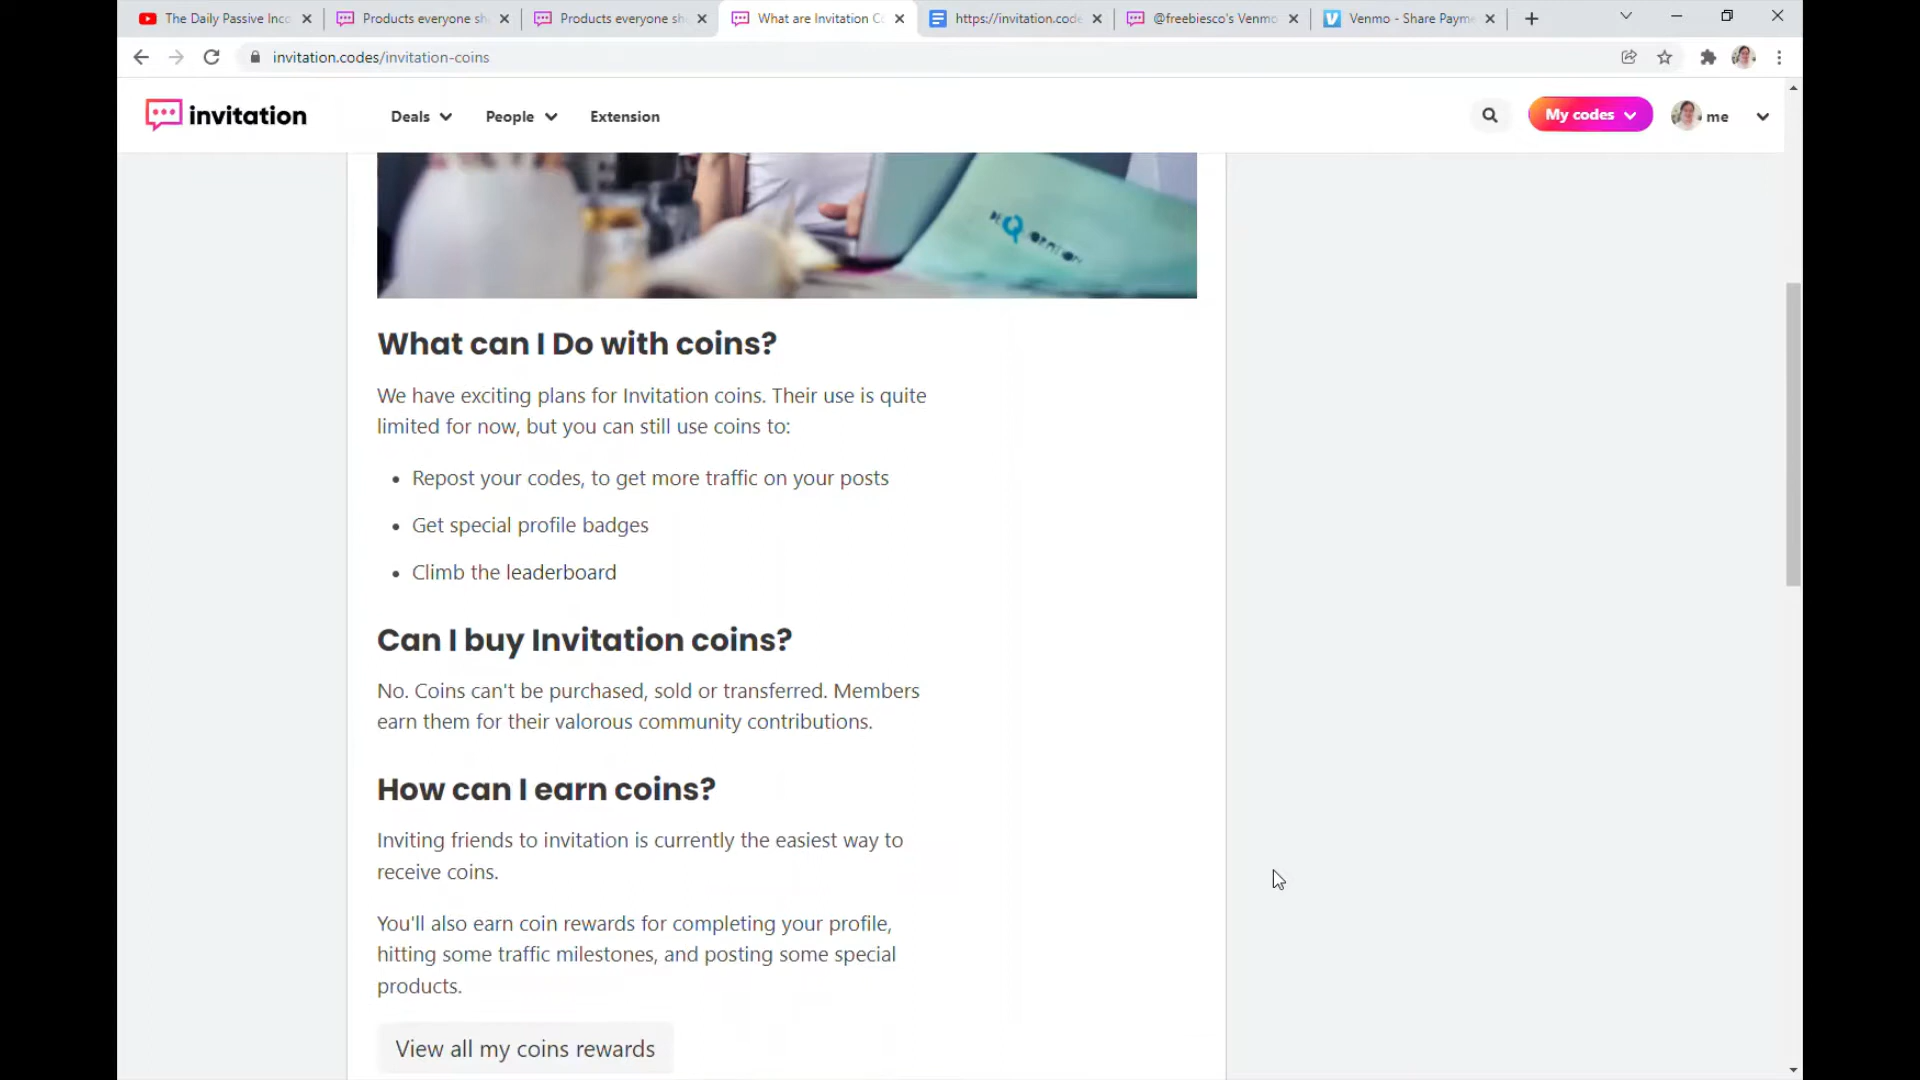 The Daily Passive Inc
Products everyone sh
Products everyone sh
What are Invitation C
https://invitation.code
@freebiesco's Venmo
Venmo - Share Payme
invitation.codes/invitation-coins
invitation
Deals
People
Extension
My codes
me
What can I Do with coins?
We have exciting plans for Invitation coins. Their use is quite
limited for now, but you can still use coins to:
• Repost your codes, to get more traffic on your posts
• Get special profile badges
• Climb the leaderboard
Can I buy Invitation coins?
No. Coins can't be purchased, sold or transferred. Members
earn them for their valorous community contributions.
How can I earn coins?
Inviting friends to invitation is currently the easiest way to
receive coins.
You'll also earn coin rewards for completing your profile,
hitting some traffic milestones, and posting some special
products.
View all my coins rewards